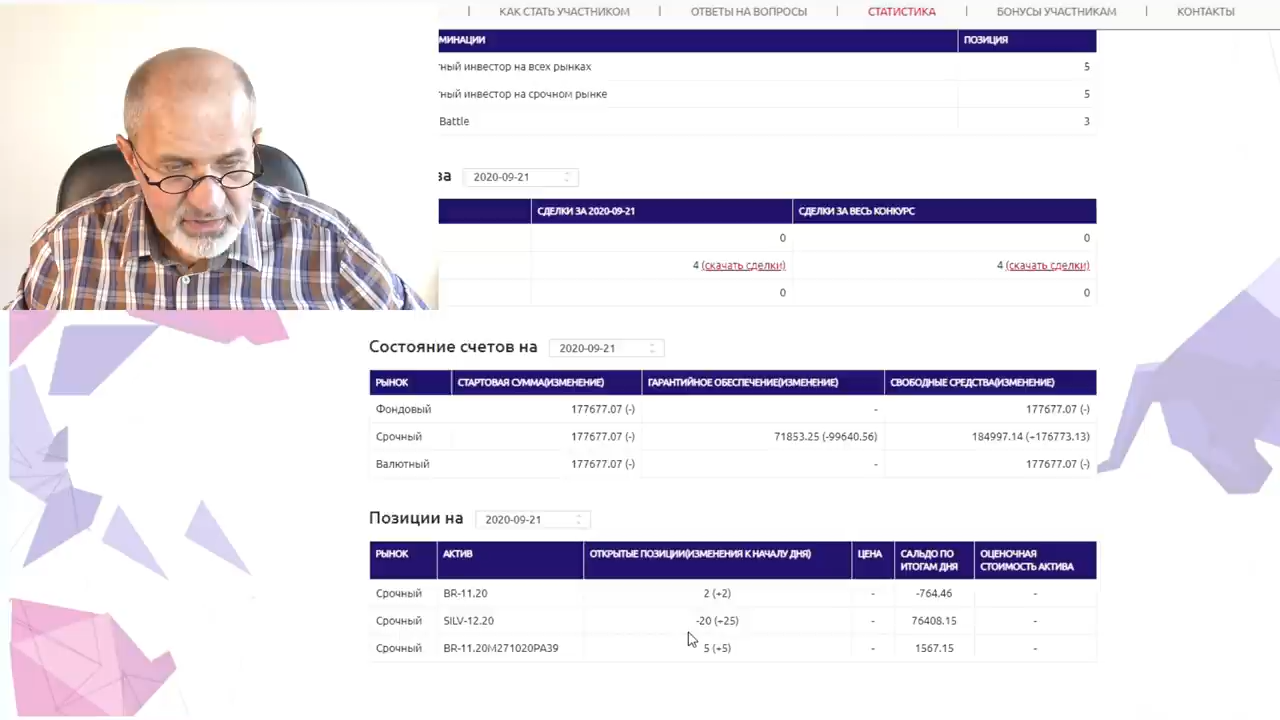 КАК СТАТЬ УЧАСТНИКОМ | ОТВЕТЫ НА ВОПРОСЫ | СТАТИСТИКА | БОНУСЫ УЧАСТНИКАМ | КОНТАКТЫ
ПОЗИЦИЯ
инвестор на всех рынках 5
инвестор на срочном рынке 5
Battle 3
2020-09-21
СДЕЛКИ ЗА 2020-09-21 СДЕЛКИ ЗА ВЕСЬ КОНКУРС
0 0
4 (скачать сделки) 4 (скачать сделки)
0 0
Состояние счетов на 2020-09-21
РЫНОК СТАРТОВАЯ СУММА(ИЗМЕНЕНИЕ) ГАРАНТИЙНОЕ ОБЕСПЕЧЕНИЕ(ИЗМЕНЕНИЕ) СВОБОДНЫЕ СРЕДСТВА(ИЗМЕНЕНИЕ)
Фондовый 177677.07 (-) - 177677.07 (-)
Срочный 177677.07 (-) 71853.25 (-99640.56) 184997.14 (+176773.13)
Валютный 177677.07 (-) - 177677.07 (-)
Позиции на 2020-09-21
РЫНОК АКТИВ ОТКРЫТЫЕ ПОЗИЦИИ(ИЗМЕНЕНИЯ К НАЧАЛУ ДНЯ) ЦЕНА САЛЬДО ПО ИТОГАМ ДНЯ ОЦЕНОЧНАЯ СТОИМОСТЬ АКТИВА
Срочный BR-11.20 2 (+2) - -764.46 -
Срочный SILV-12.20 -20 (+25) - 76408.15 -
Срочный BR-11.20M271020PA39 5 (+5) - 1567.15 -